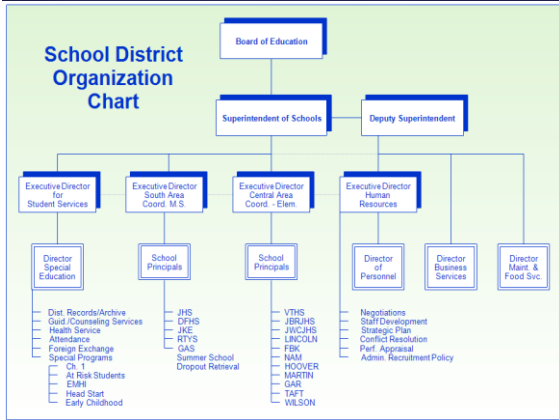 School District
Organization
Chart
Board of Education
Superintendent of Schools
Deputy Superintendent
Executive Director
for
Student Services
Executive Director
South Area
Coord. M.S.
Executive Director
Central Area
Coord. - Elem.
Executive Director
Human
Resources
Director
Special
Education
School
Principals
School
Principals
Director
of
Personnel
Director
Business
Services
Director
Maint. &
Food Svc.
Dist. Records/Archive
Guid./Counseling Services
Health Service
Attendance
Foreign Exchange
Special Programs
Ch. 1
At Risk Students
EMHI
Head Start
Early Childhood
JHS
DFHS
JKE
RTYS
GAS
Summer School
Dropout Retrieval
VTHS
JBRJHS
JWCJHS
LINCOLN
FBK
NAM
HOOVER
MARTIN
GAR
TAFT
WILSON
Negotiations
Staff Development
Strategic Plan
Conflict Resolution
Perf. Appraisal
Admin. Recruitment Policy